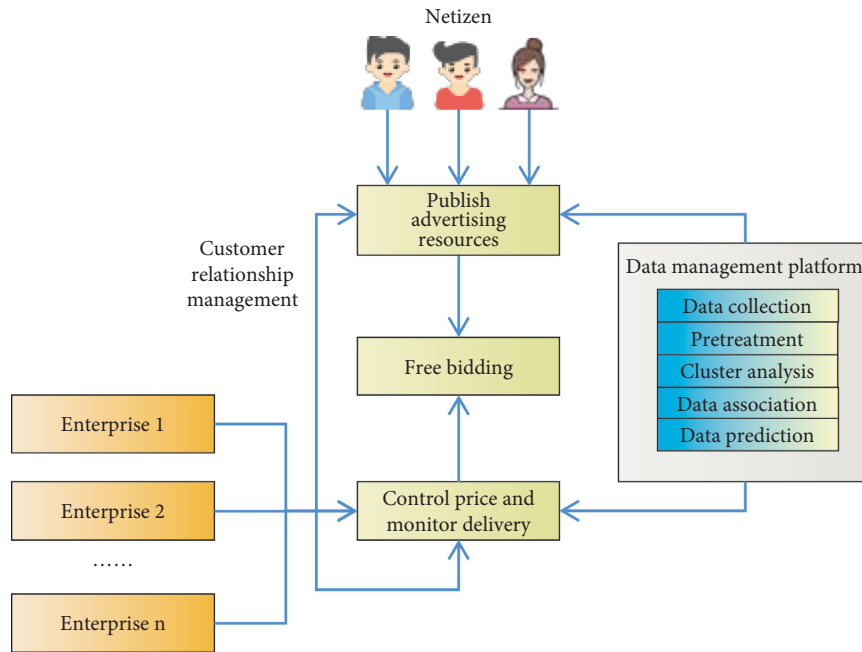 Netizen
Publish
advertising
resources
Customer
relationship
management
Data management platform
Data collection
Pretreatment
Cluster analysis
Data association
Data prediction
Free bidding
Enterprise 1
Enterprise 2
……
Enterprise n
Control price and
monitor delivery